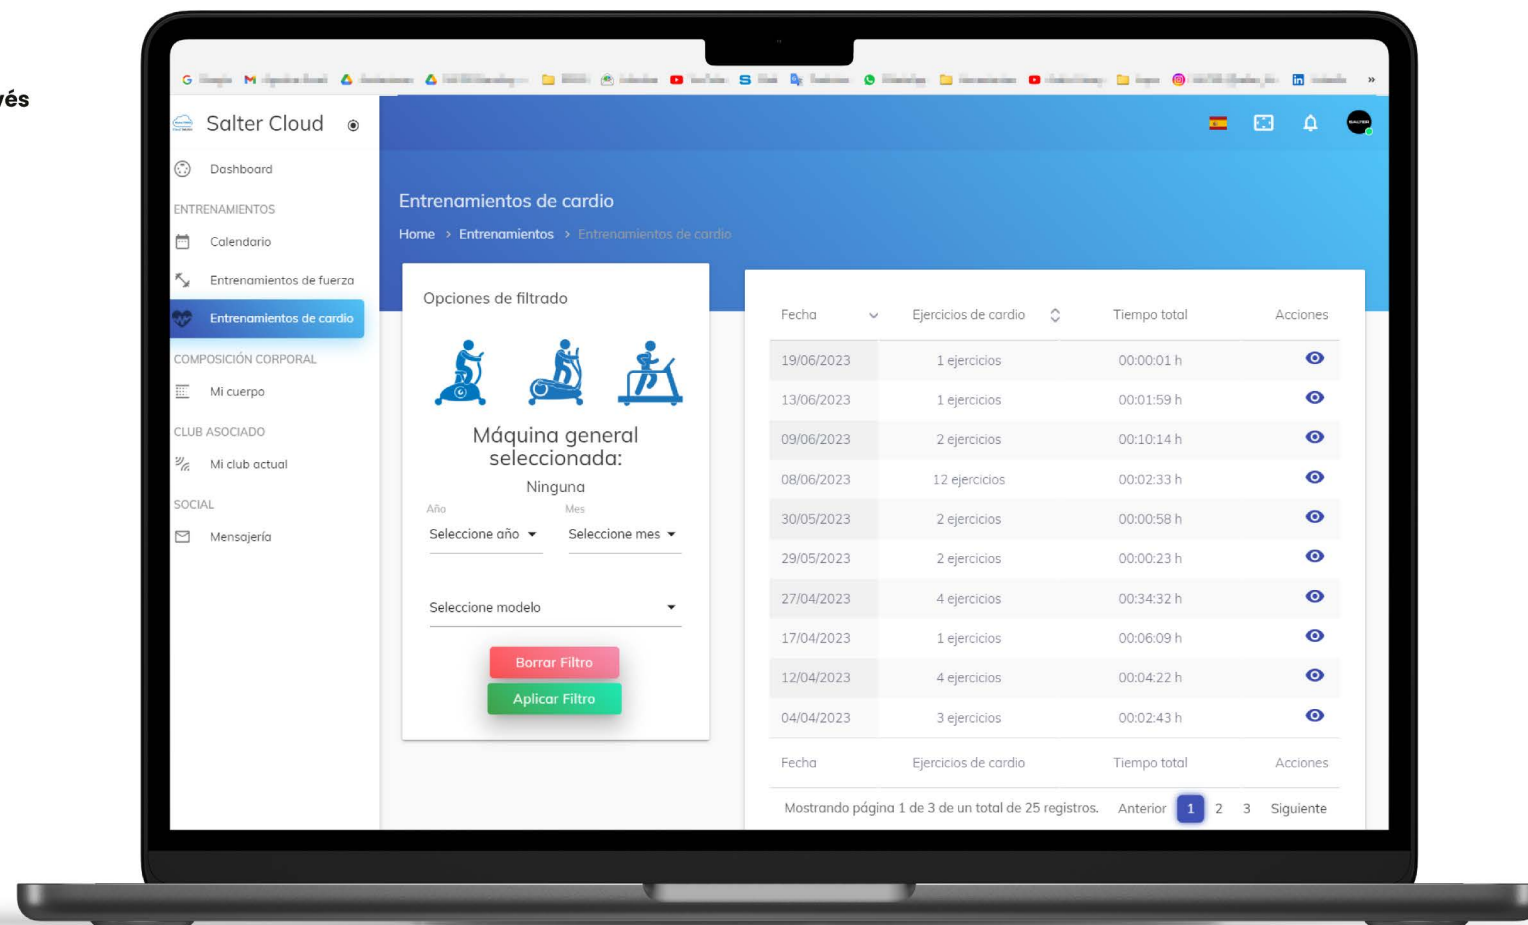 vés
Salter Cloud
Dashboard
ENTRENAMIENTOS
Calendario
Entrenamientos de fuerza
Entrenamientos de cardio
COMPOSICIÓN CORPORAL
Mi cuerpo
CLUB ASOCIADO
Mi club actual
SOCIAL
Mensajería
SALTER
Entrenamientos de cardio
Home > Entrenamientos > Entrenamientos de cardio
Opciones de filtrado
Máquina general
seleccionada:
Ninguna
Año Mes
Seleccione año Seleccione mes
Seleccione modelo
Borrar Filtro
Aplicar Filtro
Fecha Ejercicios de cardio Tiempo total Acciones
19/06/2023 1 ejercicios 00:00:01 h
13/06/2023 1 ejercicios 00:01:59 h
09/06/2023 2 ejercicios 00:10:14 h
08/06/2023 12 ejercicios 00:02:33 h
30/05/2023 2 ejercicios 00:00:58 h
29/05/2023 2 ejercicios 00:00:23 h
27/04/2023 4 ejercicios 00:34:32 h
17/04/2023 1 ejercicios 00:06:09 h
12/04/2023 4 ejercicios 00:04:22 h
04/04/2023 3 ejercicios 00:02:43 h
Fecha Ejercicios de cardio Tiempo total Acciones
Mostrando página 1 de 3 de un total de 25 registros. Anterior 1 2 3 Siguiente